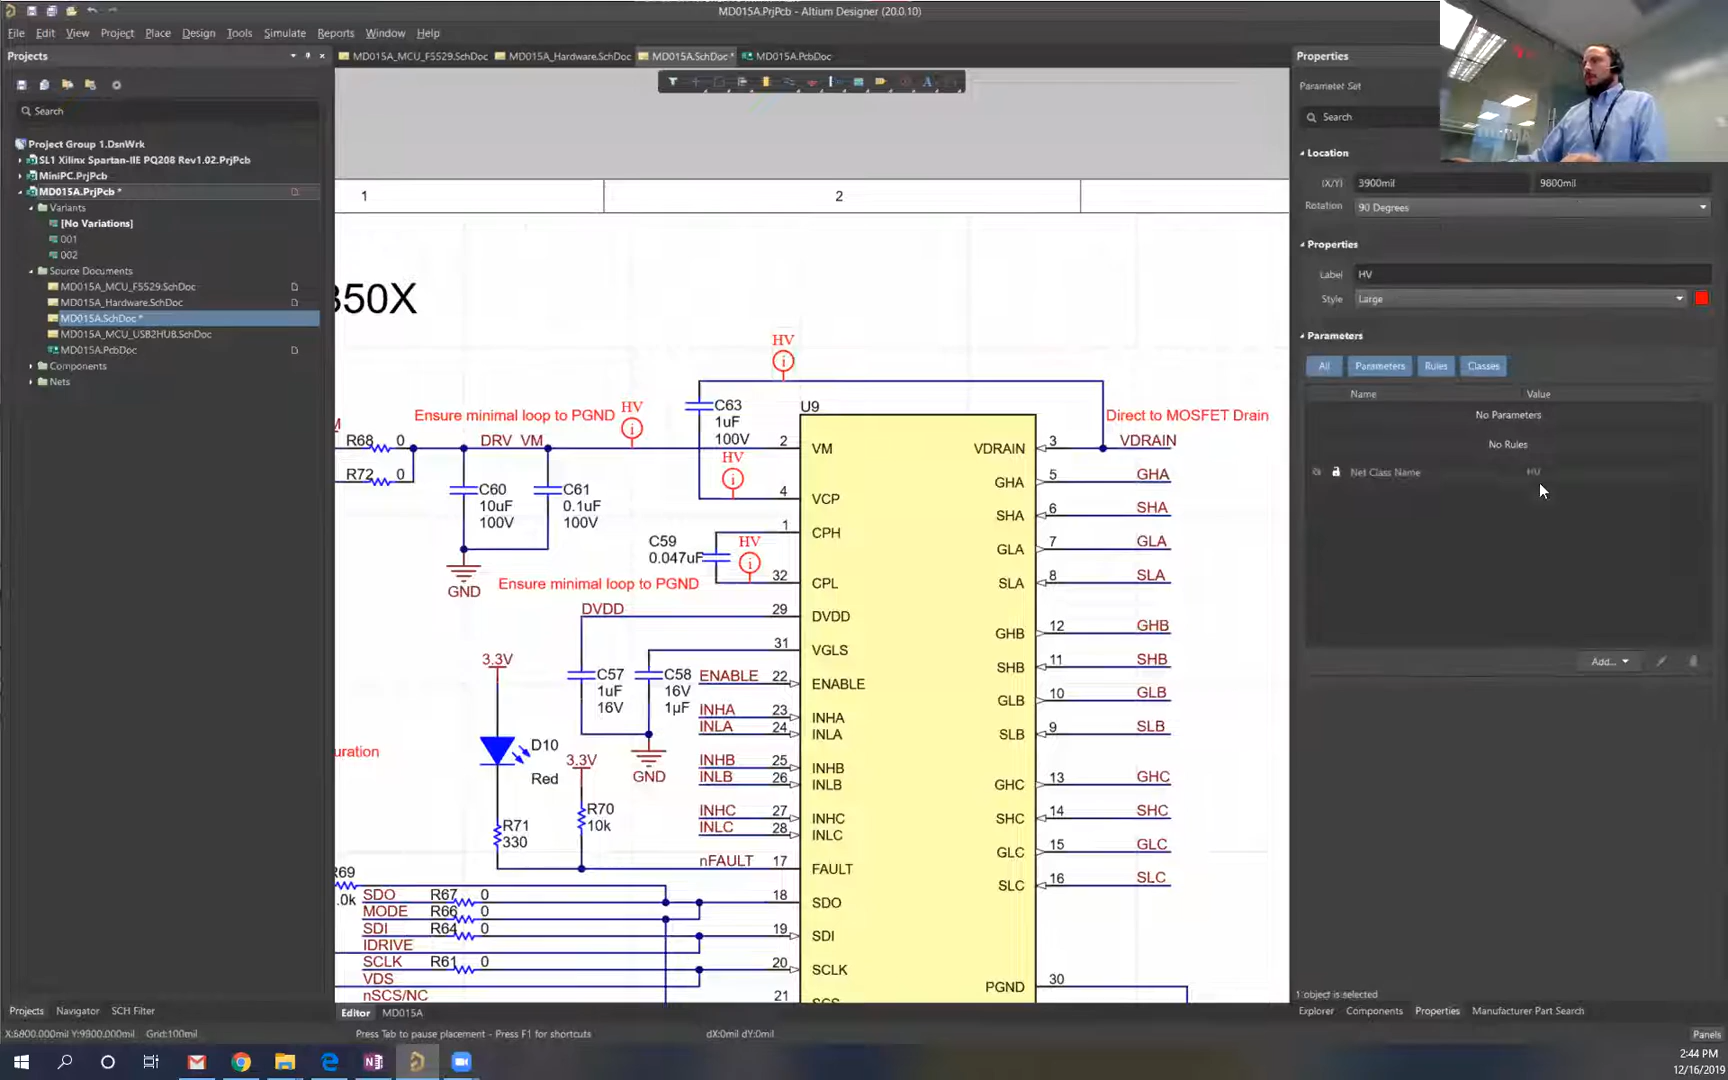 MD015A.PrjPcb - Altium Designer (20.0.10)
File Edit View Project Place Design Tools Simulate Reports Window Help
Projects
MD015A_MCU_F5529.SchDoc MD015A_Hardware.SchDoc MD015A.SchDoc * MD015A.PcbDoc
Search
Project Group 1.DsnWrk
SL1 Xilinx Spartan-IIE PQ208 Rev1.02.PrjPcb
MiniPC.PrjPcb
MD015A.PrjPcb *
Variants
[No Variations]
001
002
Source Documents
MD015A_MCU_F5529.SchDoc
MD015A_Hardware.SchDoc
MD015A.SchDoc *
MD015A_MCU_USB2HUB.SchDoc
MD015A.PcbDoc
Components
Nets
1 2
350X
HV
Ensure minimal loop to PGND HV
C63
1uF
100V
U9
Direct to MOSFET Drain
R68 0 DRV_VM 2 VM VDRAIN 3 VDRAIN
R72 0
HV
C60
10uF
100V
C61
0.1uF
100V
4 VCP
GHA 5 GHA
SHA 6 SHA
1 CPH
C59
0.047uF
HV
GLA 7 GLA
32 CPL SLA 8 SLA
GND
Ensure minimal loop to PGND
DVDD 29 DVDD
GHB 12 GHB
31 VGLS
SHB 11 SHB
3.3V
C57
1uF
16V
C58
16V
1µF
ENABLE 22 ENABLE
GLB 10 GLB
INHA 23 INHA
INLA 24 INLA SLB 9 SLB
GND
uration
D10
Red
3.3V
INHB 25 INHB
INLB 26 INLB GHC 13 GHC
R70
10k
R71
330
INHC 27 INHC SHC 14 SHC
INLC 28 INLC
GLC 15 GLC
nFAULT 17 FAULT
SLC 16 SLC
R69
.0k
SDO R67 0 18 SDO
MODE R66 0
SDI R64 0 19 SDI
IDRIVE
SCLK R61 0 20 SCLK
VDS
PGND 30
nSCS/NC 21
Properties
Parameter Set
Search
Location
(X/Y) 3900mil 9800mil
Rotation 90 Degrees
Properties
Label HV
Style Large
Parameters
All Parameters Rules Classes
Name Value
No Parameters
No Rules
Net Class Name HV
Add...
1 object is selected
Projects Navigator SCH Filter
Editor MD015A
Explorer Components Properties Manufacturer Part Search
X:5800.000mil Y:9900.000mil Grid:100mil
Press Tab to pause placement - Press F1 for shortcuts
dX:0mil dY:0mil
Panels
2:44 PM
12/16/2019